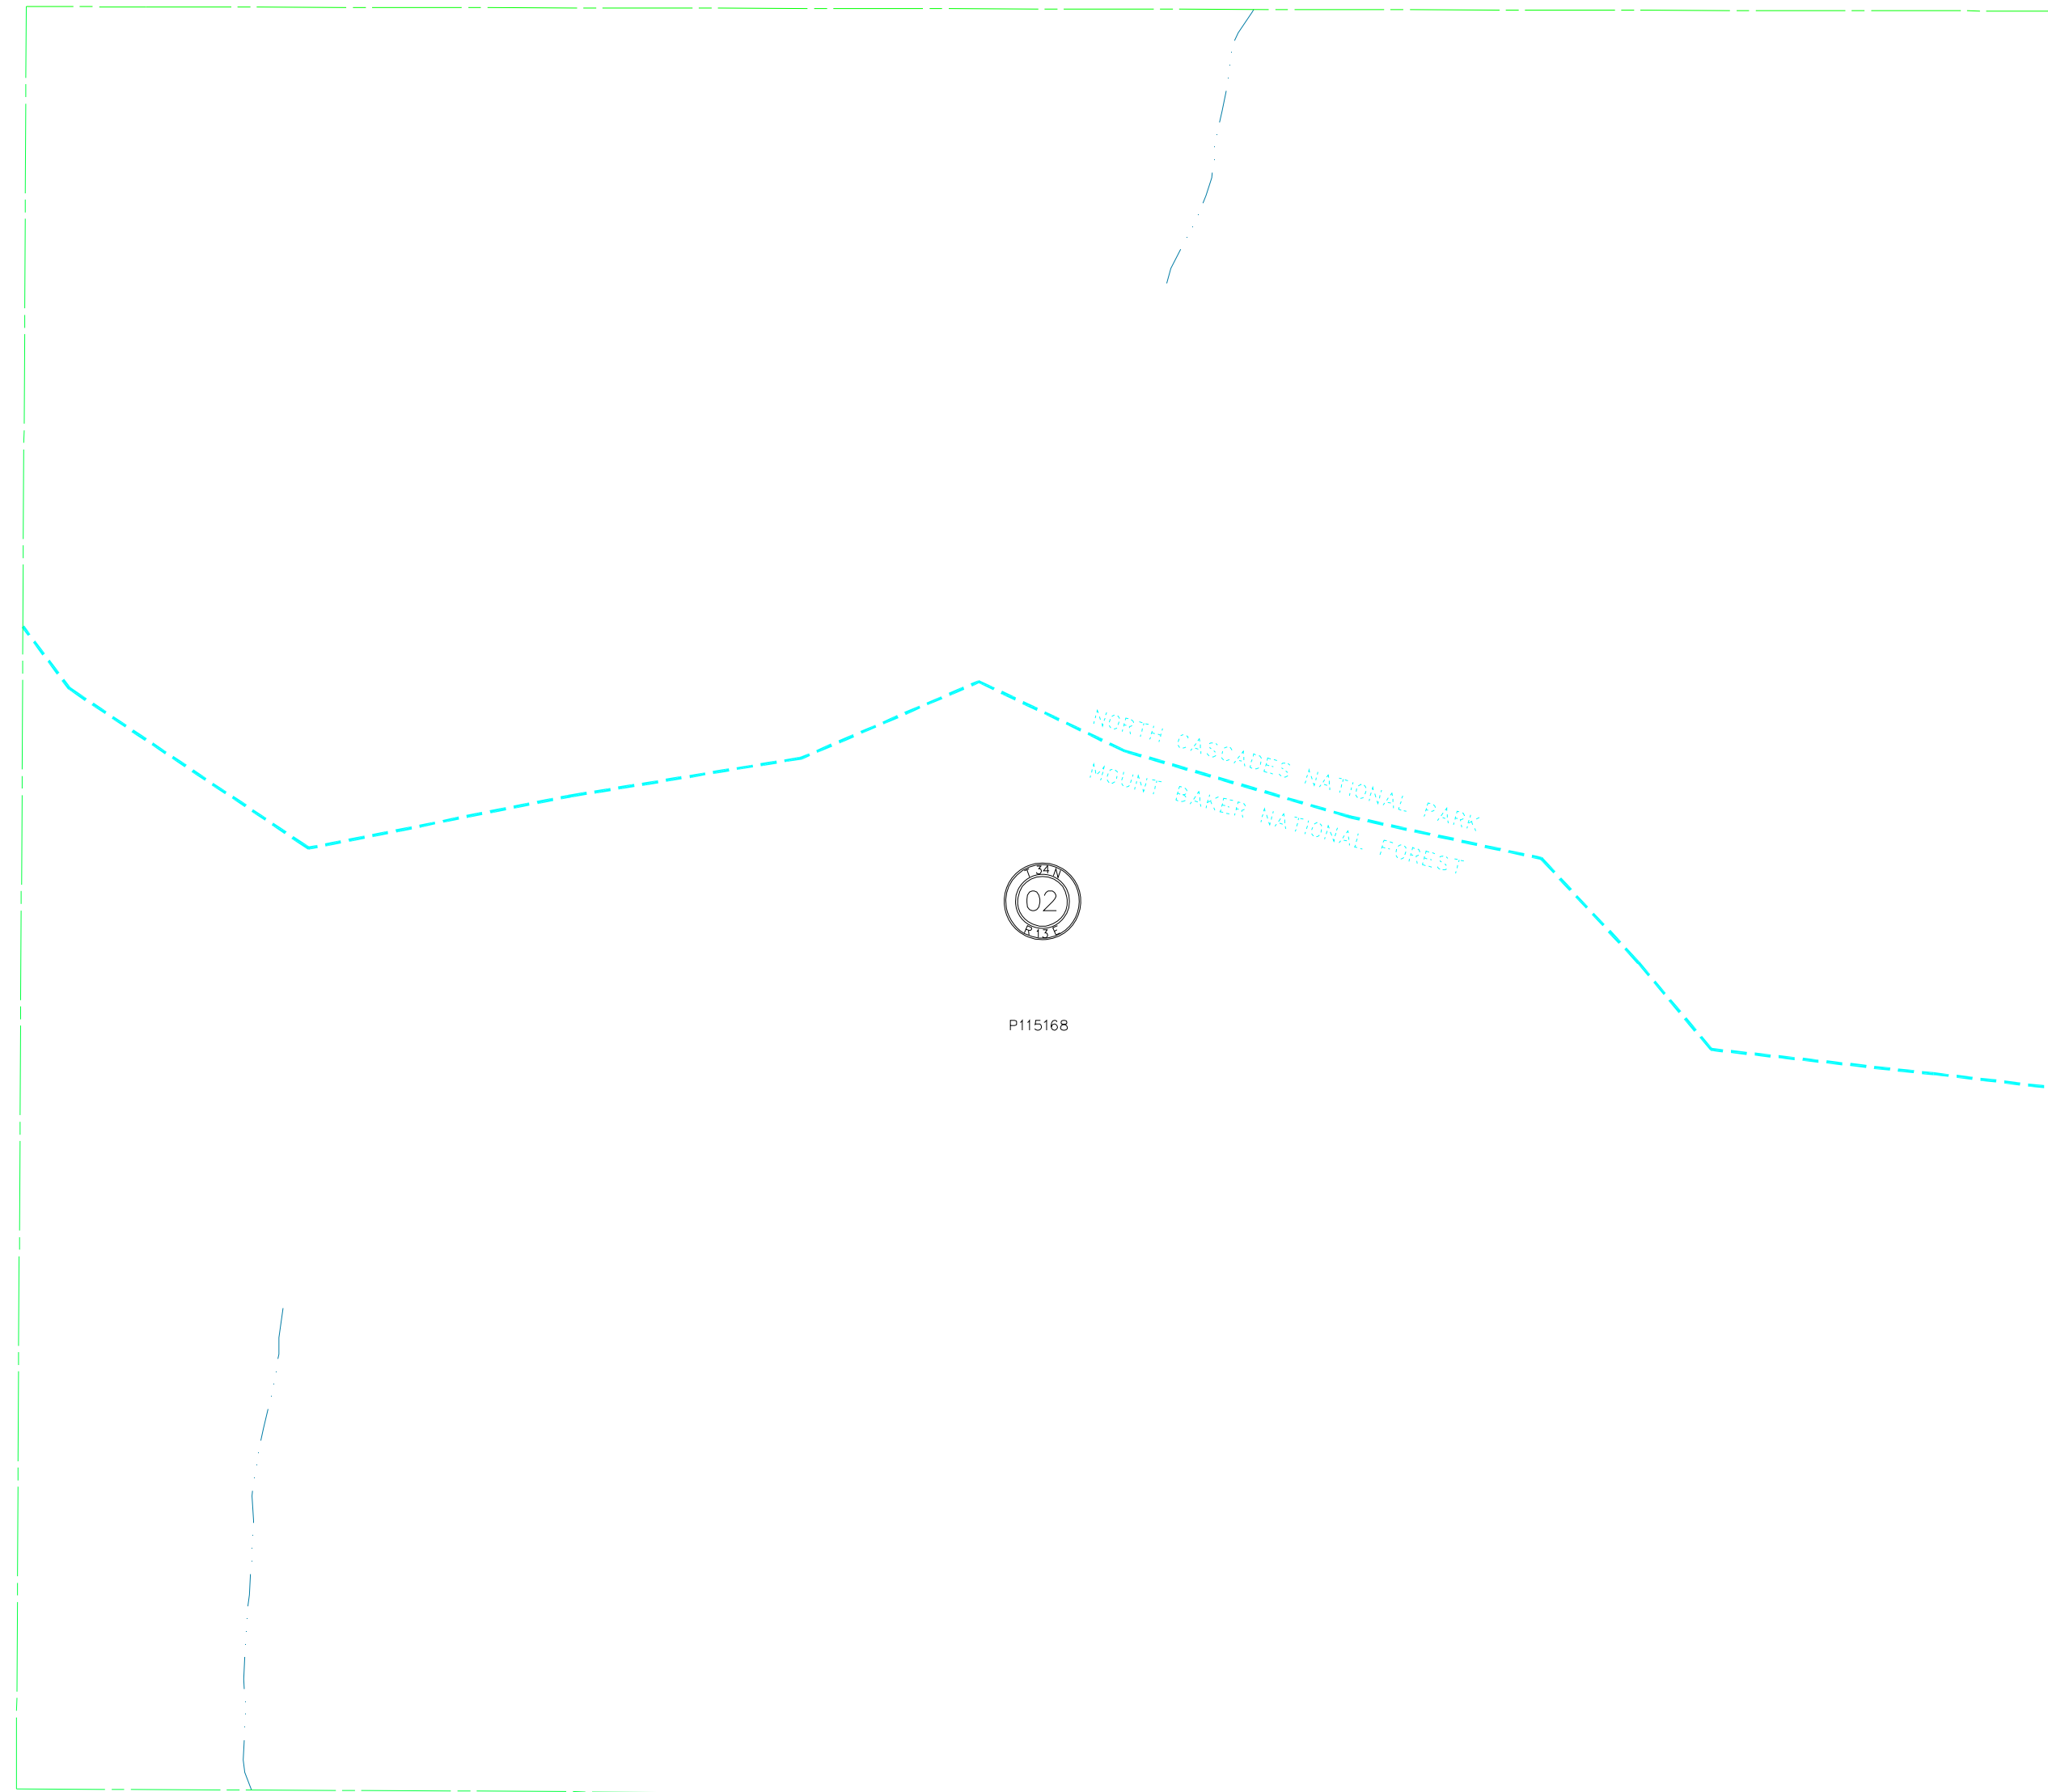 NORTH CASCADES NATIONAL PARK
MOUNT BAKER NATIONAL FOREST
T 34 N
02
R 13 E
P115168